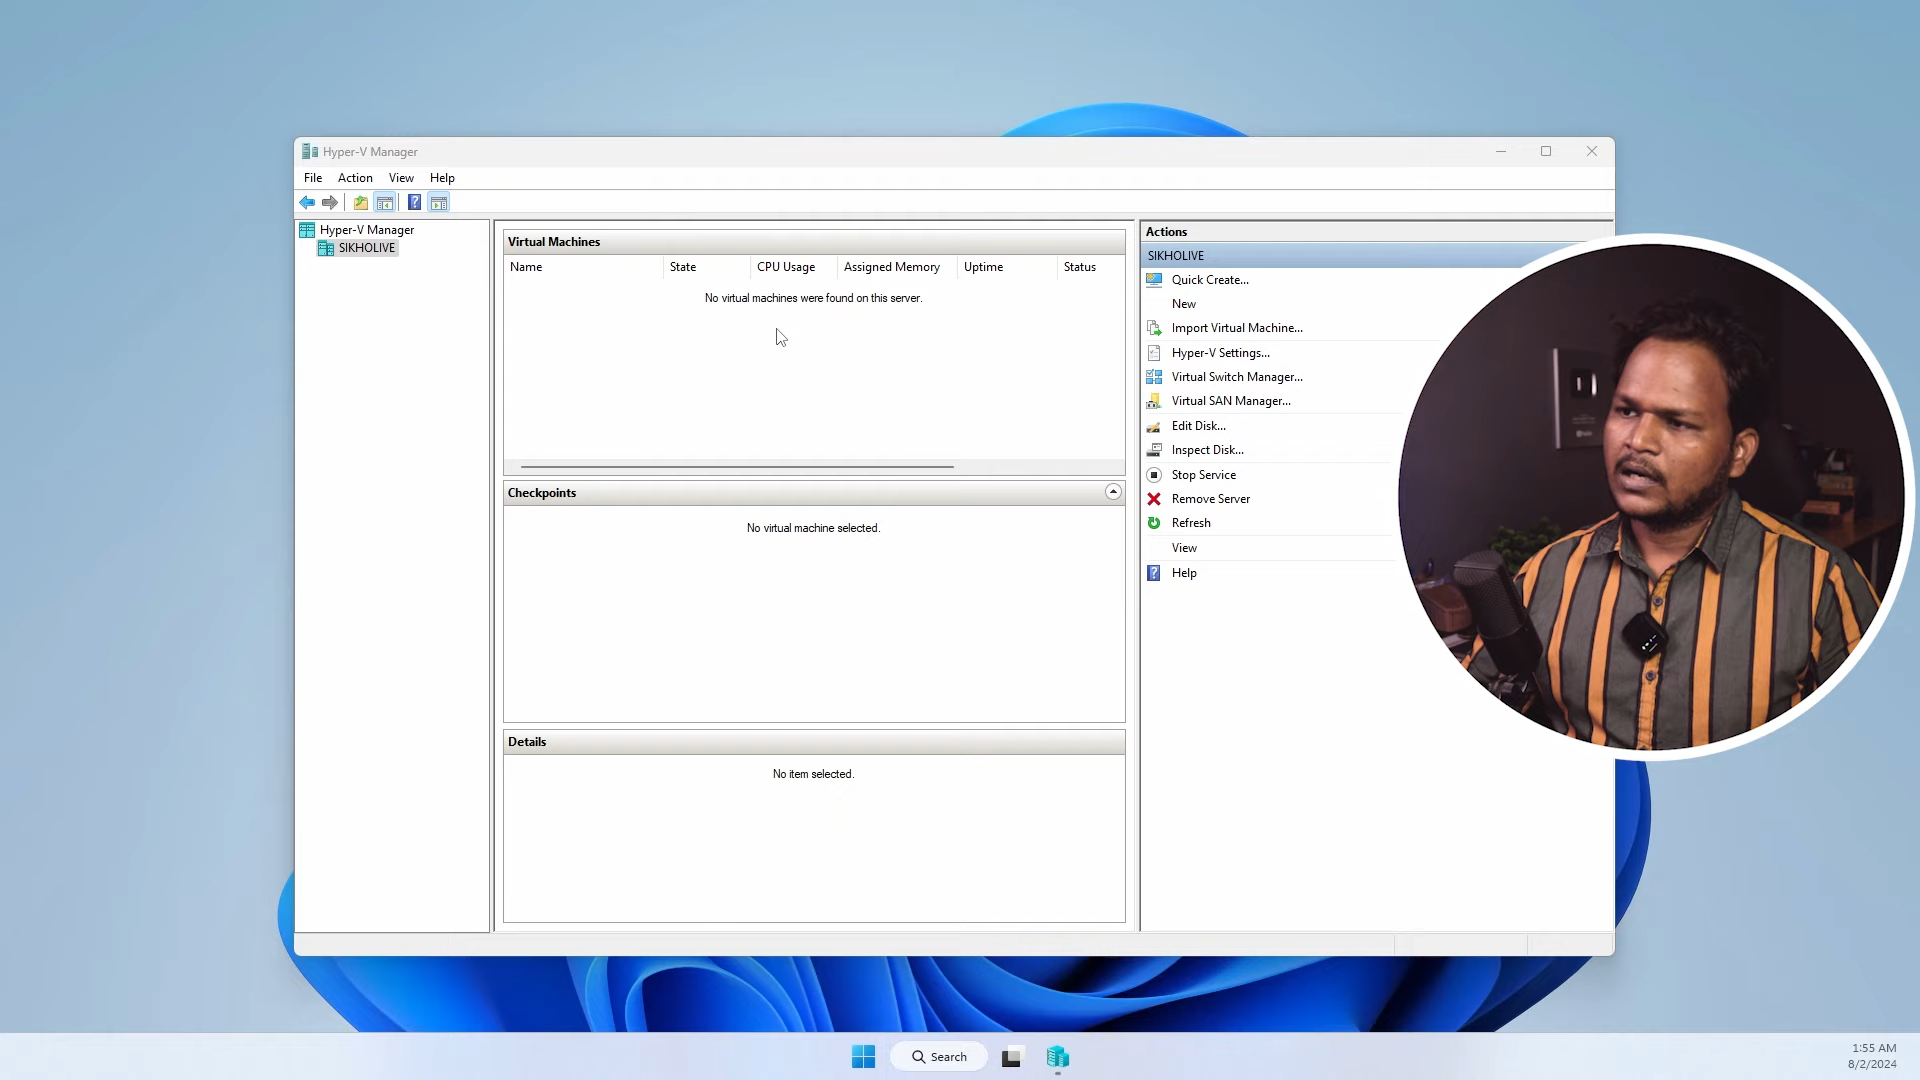 Hyper-V Manager
File Action View Help
Hyper-V Manager
SIKHOLIVE
Virtual Machines
Name State CPU Usage Assigned Memory Uptime Status
No virtual machines were found on this server.
Checkpoints
No virtual machine selected.
Details
No item selected.
Actions
SIKHOLIVE
Quick Create...
New
Import Virtual Machine...
Hyper-V Settings...
Virtual Switch Manager...
Virtual SAN Manager...
Edit Disk...
Inspect Disk...
Stop Service
Remove Server
Refresh
View
Help
Search
1:55 AM
8/2/2024